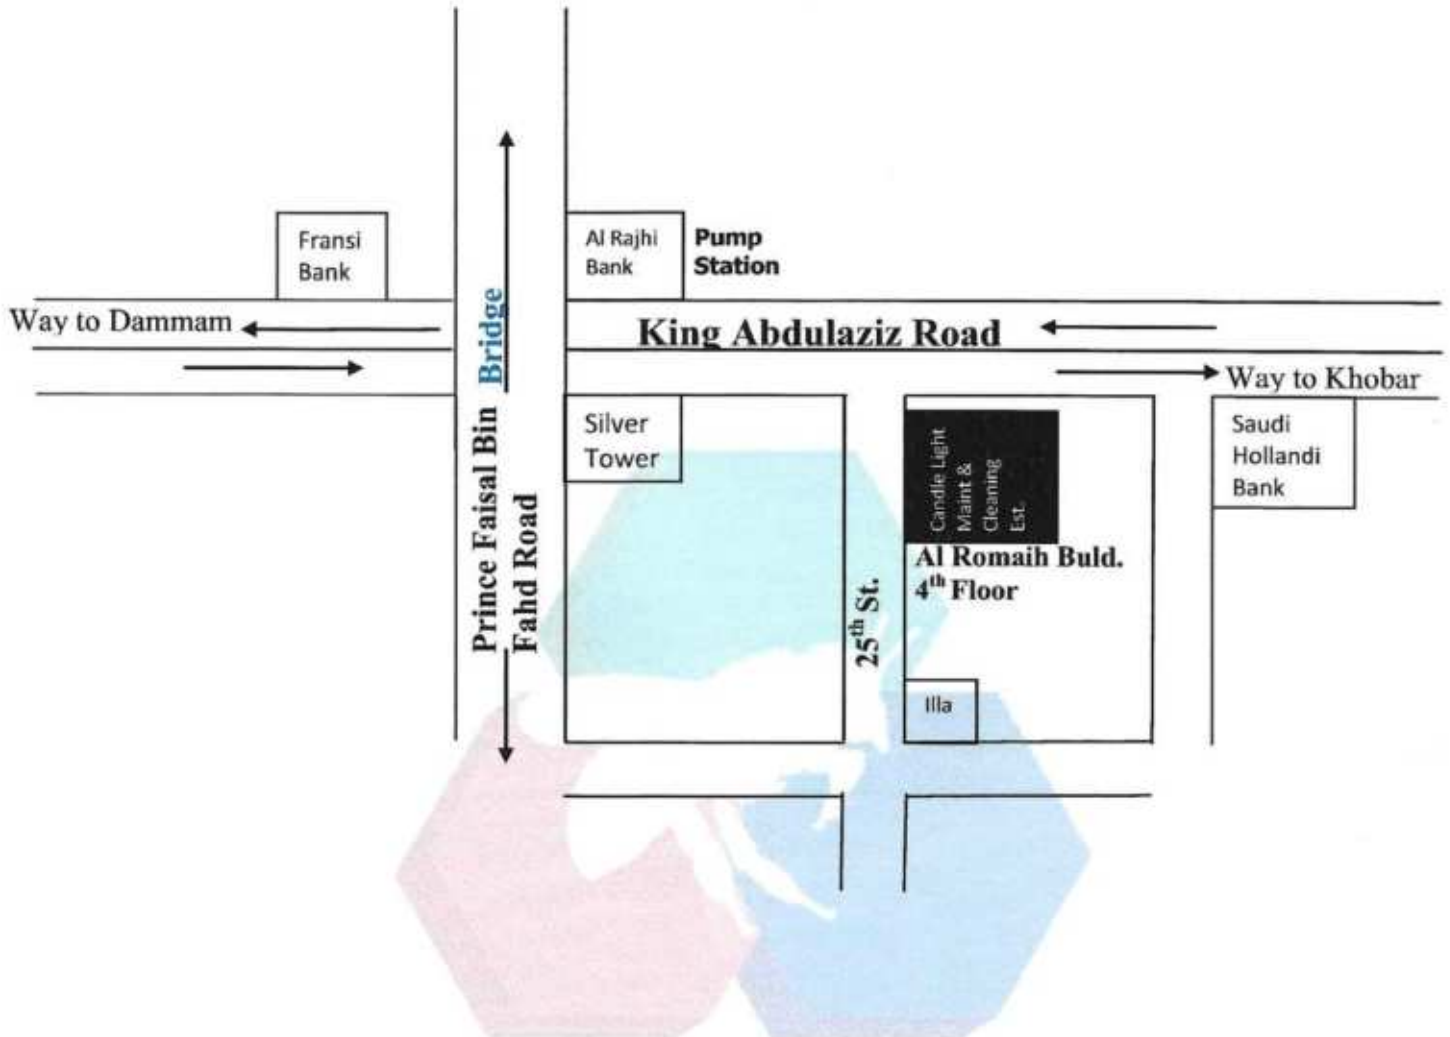 Fransi
Bank
Al Rajhi
Bank
Pump
Station
Way to Dammam
Bridge
King Abdulaziz Road
Way to Khobar
Silver
Tower
Prince Faisal Bin
Fahd Road
Candle Light
Maint &
Cleaning
Est.
Saudi
Hollandi
Bank
Al Romaih Buld.
4th Floor
25th St.
Illa